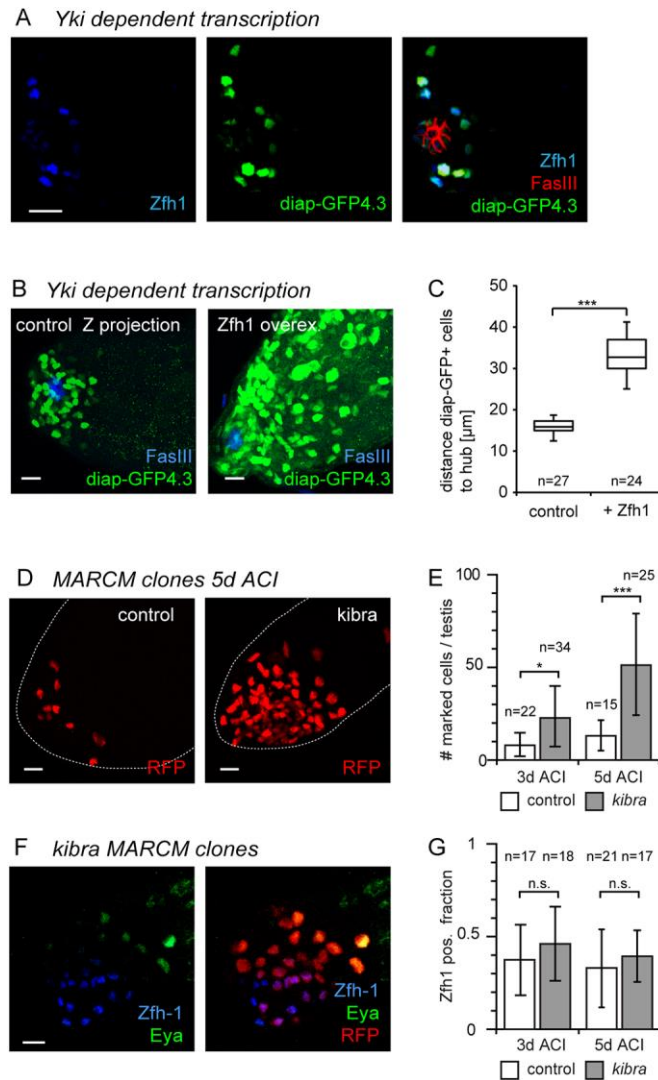 A Yki dependent transcription
Zfh1
diap-GFP4.3
Zfh1
FasIII
diap-GFP4.3
B Yki dependent transcription
control Z projection
FasIII
diap-GFP4.3
Zfh1 overex.
FasIII
diap-GFP4.3
C
distance diap-GFP+ cells
to hub [µm]
50
40
30
20
10
0
***
n=27
n=24
control
+ Zfh1
D MARCM clones 5d ACI
control
RFP
kibra
RFP
E
# marked cells / testis
100
50
0
n=22
*
n=34
n=15
***
n=25
3d ACI
5d ACI
control
kibra
F kibra MARCM clones
Zfh-1
Eya
Zfh-1
Eya
RFP
G
Zfh1 pos. fraction
1
0.5
0
n=17 n=18
n.s.
n=21 n=17
n.s.
3d ACI
5d ACI
control
kibra